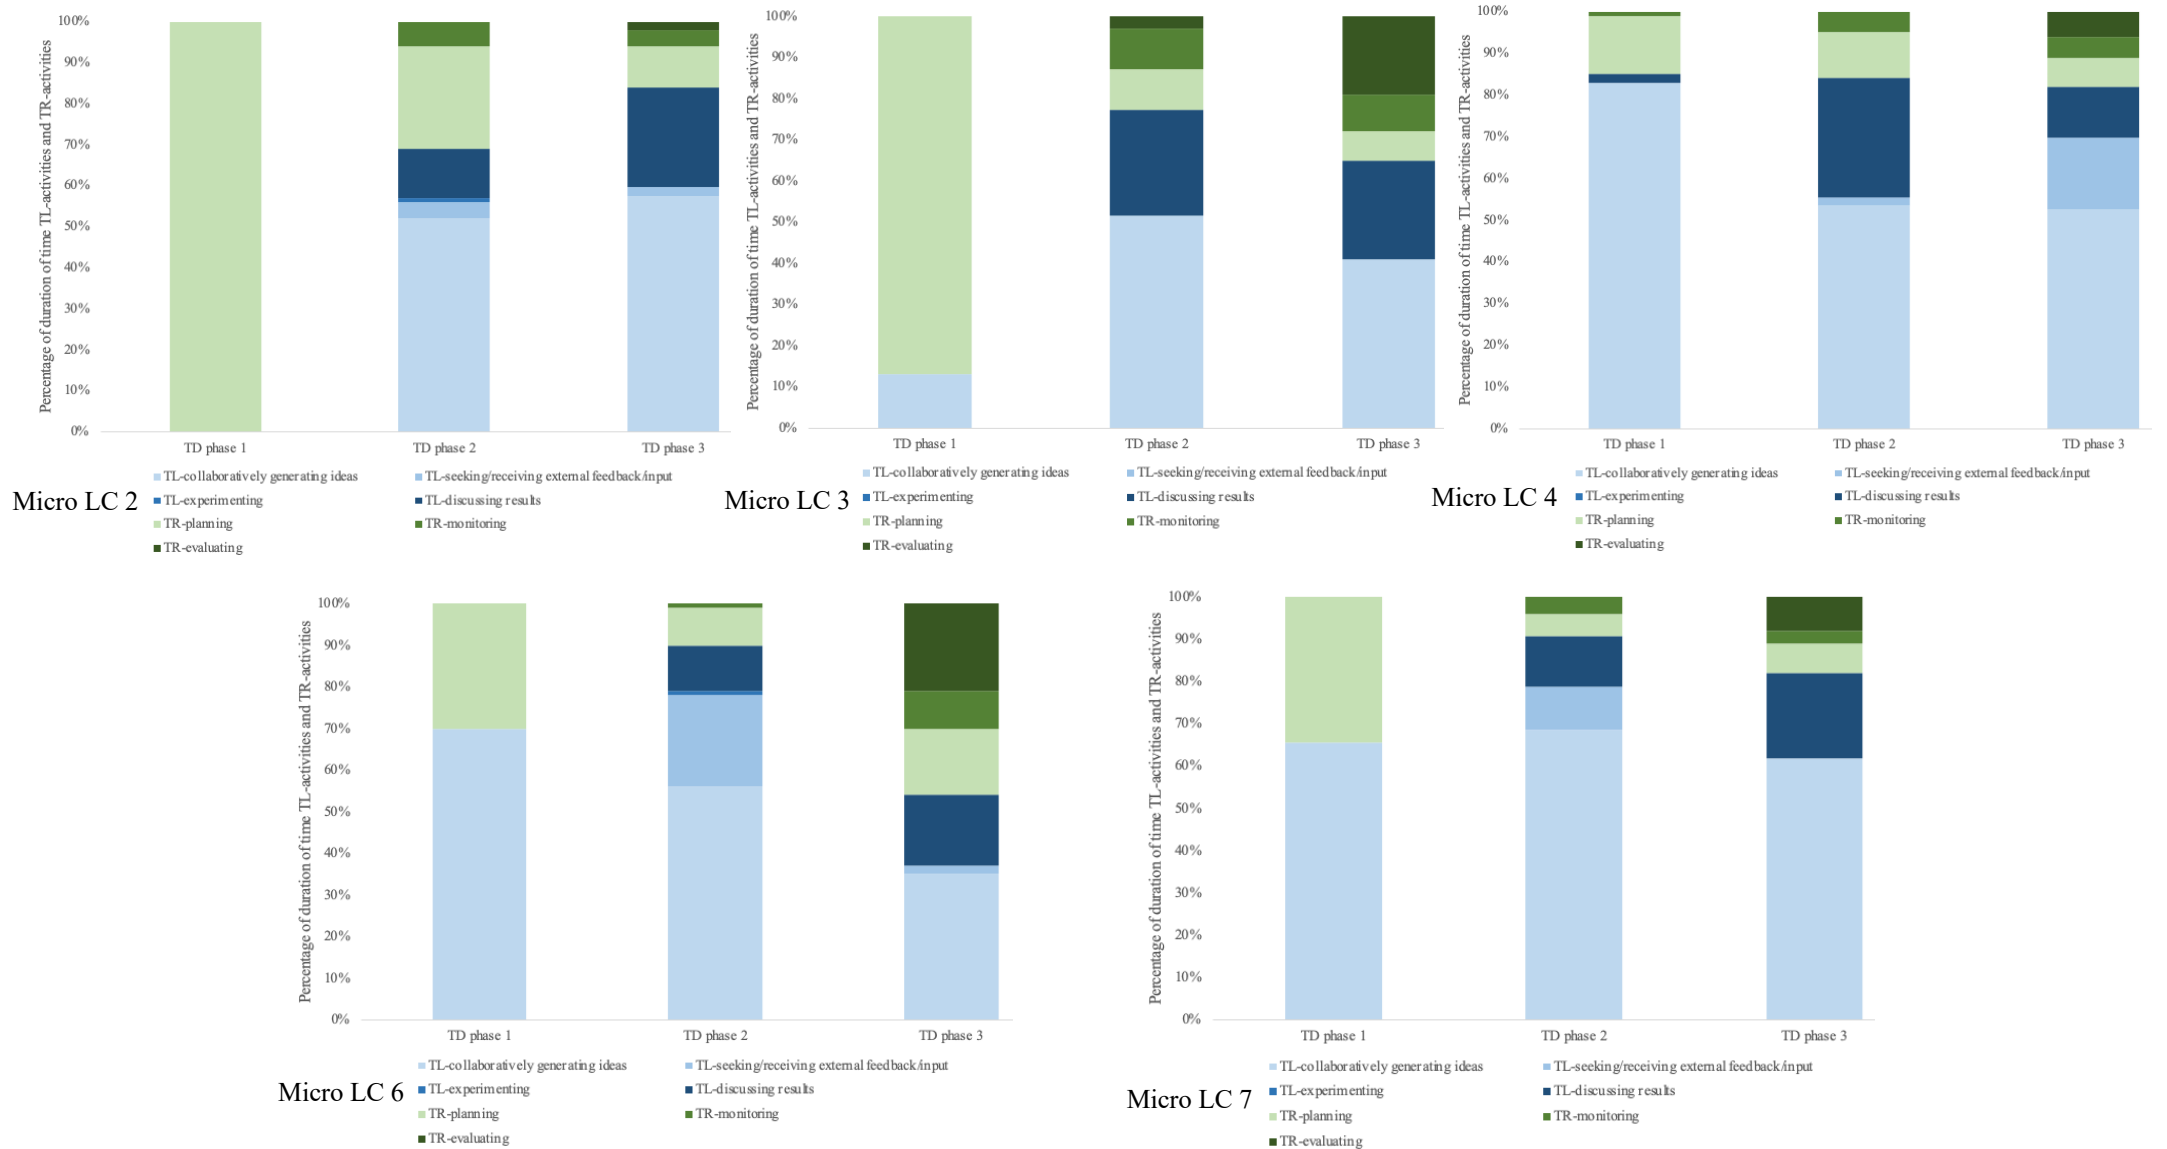 Percentage of duration of time TL-activities and TR-activities
100%
90%
80%
70%
60%
50%
40%
30%
20%
10%
0%
TD phase 1
TD phase 2
TD phase 3
TL-collaboratively generating ideas
TL-seeking/receiving external feedback/input
TL-experimenting
TL-discussing results
TR-planning
TR-monitoring
TR-evaluating
Micro LC 2
Percentage of duration of time TL-activities and TR-activities
100%
90%
80%
70%
60%
50%
40%
30%
20%
10%
0%
TD phase 1
TD phase 2
TD phase 3
TL-collaboratively generating ideas
TL-seeking/receiving external feedback/input
TL-experimenting
TL-discussing results
TR-planning
TR-monitoring
TR-evaluating
Micro LC 3
Percentage of duration of time TL-activities and TR-activities
100%
90%
80%
70%
60%
50%
40%
30%
20%
10%
0%
TD phase 1
TD phase 2
TD phase 3
TL-collaboratively generating ideas
TL-seeking/receiving external feedback/input
TL-experimenting
TL-discussing results
TR-planning
TR-monitoring
TR-evaluating
Micro LC 4
Percentage of duration of time TL-activities and TR-activities
100%
90%
80%
70%
60%
50%
40%
30%
20%
10%
0%
TD phase 1
TD phase 2
TD phase 3
TL-collaboratively generating ideas
TL-seeking/receiving external feedback/input
TL-experimenting
TL-discussing results
TR-planning
TR-monitoring
TR-evaluating
Micro LC 6
Percentage of duration of time TL-activities and TR-activities
100%
90%
80%
70%
60%
50%
40%
30%
20%
10%
0%
TD phase 1
TD phase 2
TD phase 3
TL-collaboratively generating ideas
TL-seeking/receiving external feedback/input
TL-experimenting
TL-discussing results
TR-planning
TR-monitoring
TR-evaluating
Micro LC 7